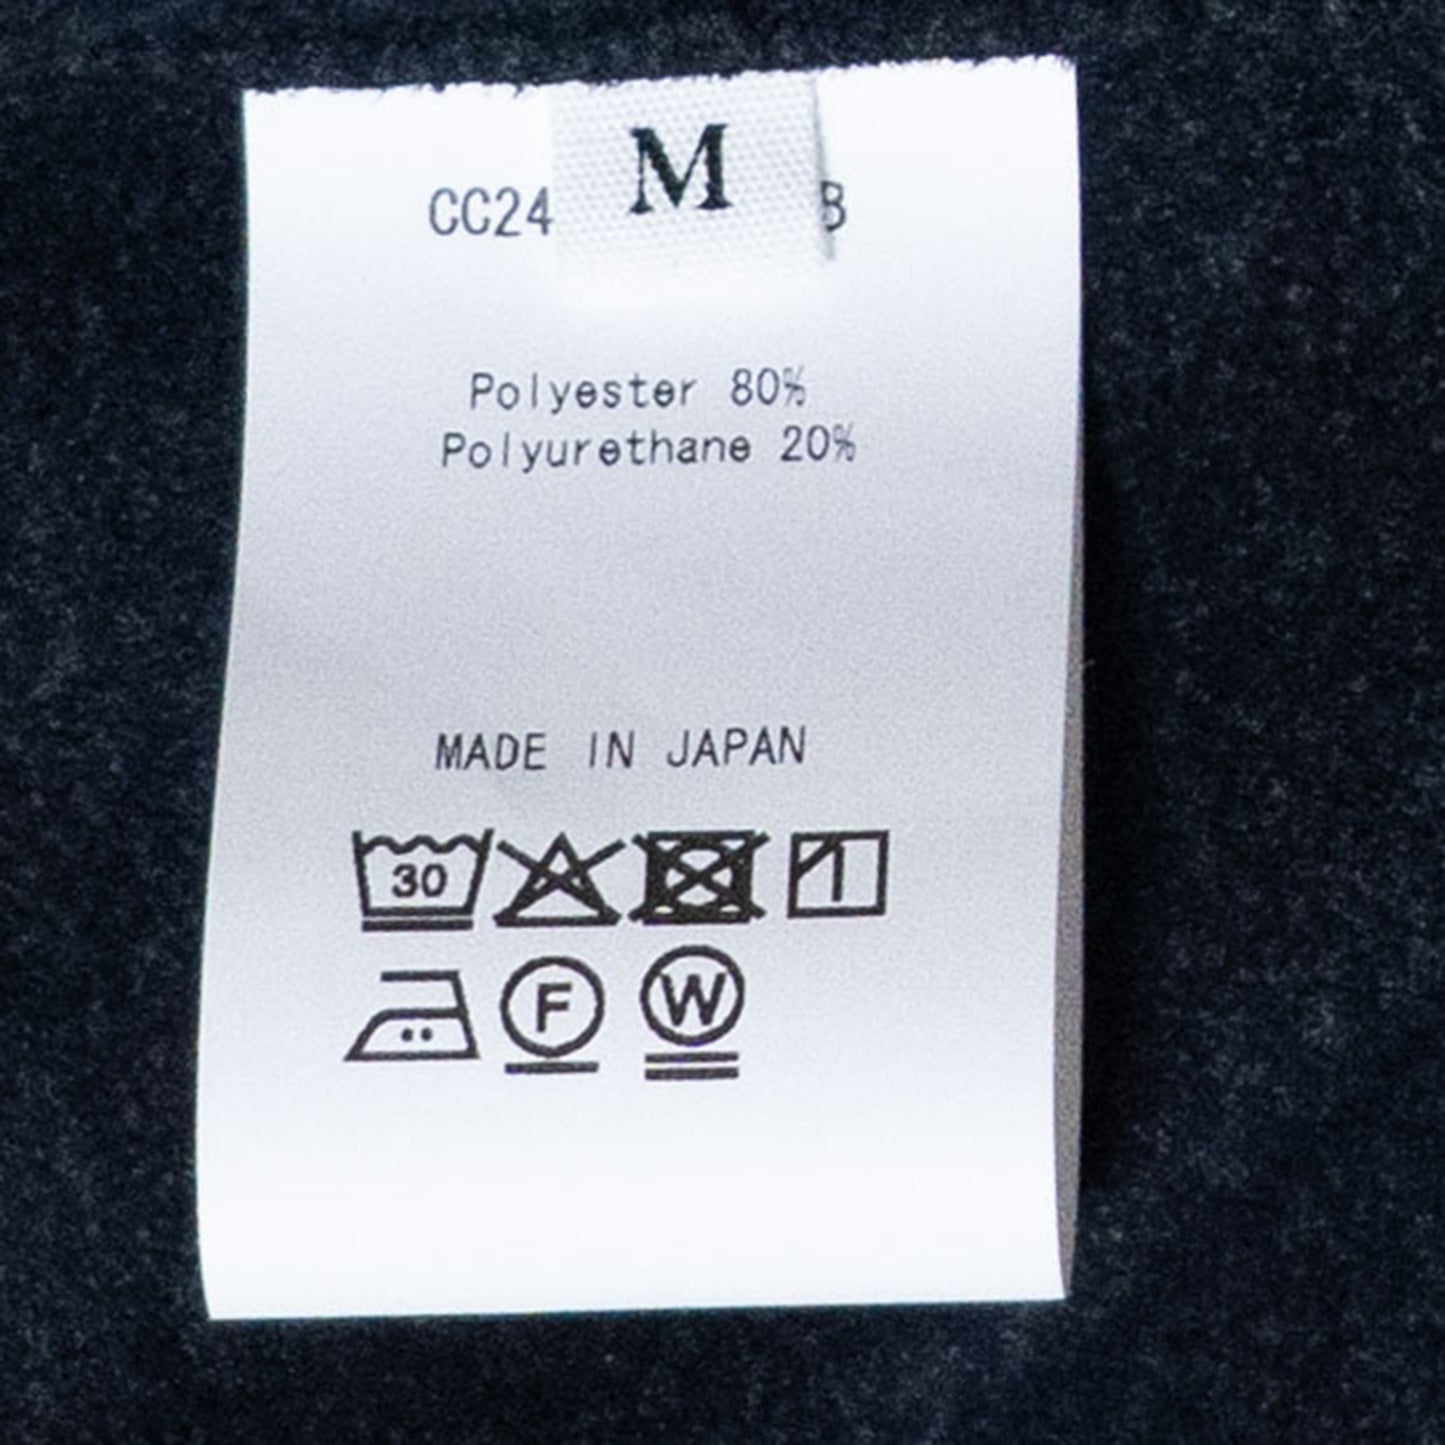 M
CC24 B
Polyester 80%
Polyurethane 20%
MADE IN JAPAN
30
F W